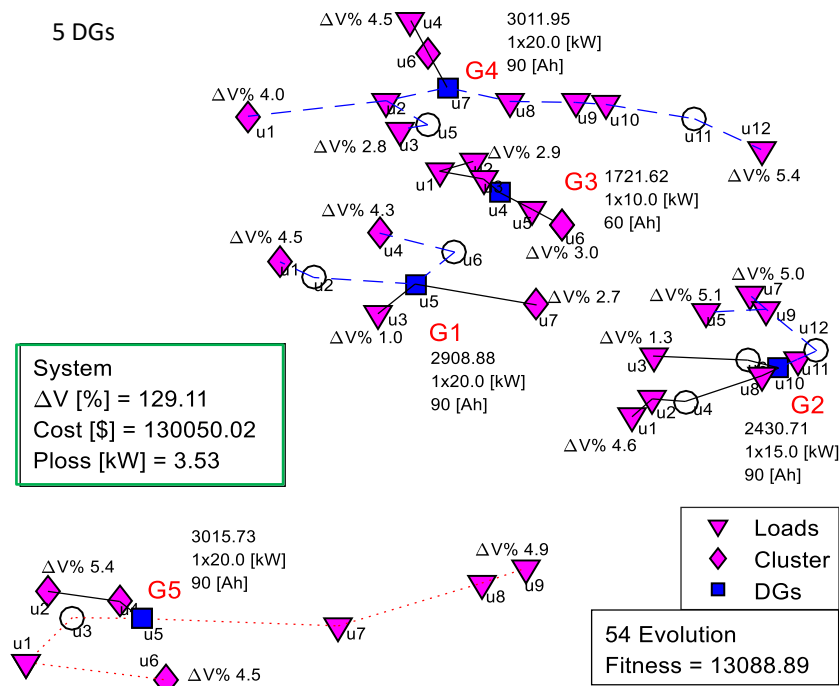 5 DGs
ΔV% 4.5
u4
3011.95
1x20.0 [kW]
90 [Ah]
u6
G4
u7
ΔV% 4.0
u1
u2
u5
u3
ΔV% 2.8
u8
u9
u10
u11
u12
ΔV% 5.4
ΔV% 2.9
u2
u1
u3
u4
u5
u6
G3
1721.62
1x10.0 [kW]
60 [Ah]
ΔV% 3.0
ΔV% 4.3
u4
ΔV% 4.5
u1
u2
u6
u5
u3
ΔV% 1.0
u7
ΔV% 2.7
G1
2908.88
1x20.0 [kW]
90 [Ah]
ΔV% 5.0
u7
ΔV% 5.1
u5
u9
u12
ΔV% 1.3
u3
u11
u10
u8
u2
u4
u1
ΔV% 4.6
G2
2430.71
1x15.0 [kW]
90 [Ah]
System
ΔV [%] = 129.11
Cost [$] = 130050.02
Ploss [kW] = 3.53
3015.73
1x20.0 [kW]
90 [Ah]
ΔV% 5.4
G5
u2
u4
u3
u5
u1
u6
ΔV% 4.5
u7
u8
ΔV% 4.9
u9
Loads
Cluster
DGs
54 Evolution
Fitness = 13088.89